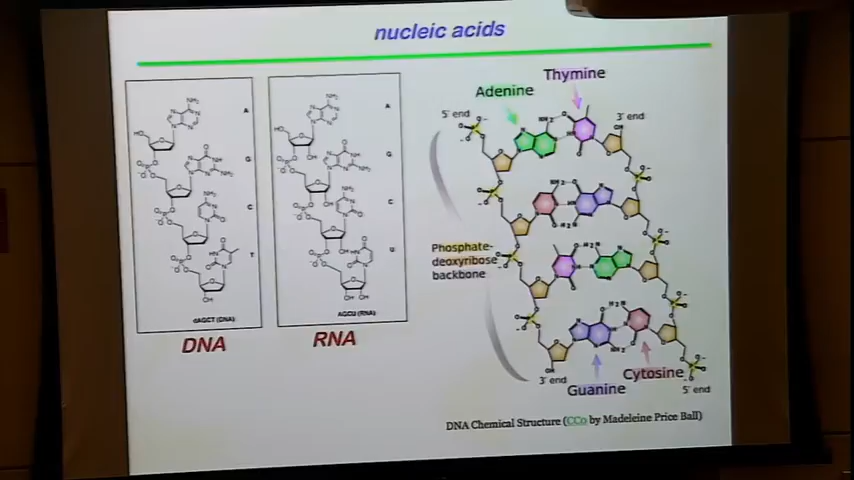 nucleic acids
A
G
C
T
dAGCT (DNA)
DNA
A
G
C
U
AGCU (RNA)
RNA
Thymine
Adenine
5' end
3' end
Phosphate-
deoxyribose
backbone
3' end
Guanine
Cytosine
5' end
DNA Chemical Structure (CC0 by Madeleine Price Ball)